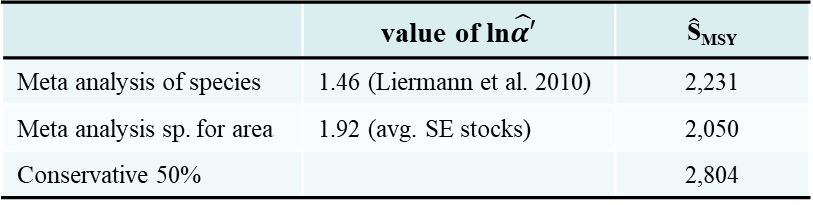 value of lnα̂′ Ŝ_MSY
Meta analysis of species 1.46 (Liermann et al. 2010) 2,231
Meta analysis sp. for area 1.92 (avg. SE stocks) 2,050
Conservative 50% 2,804